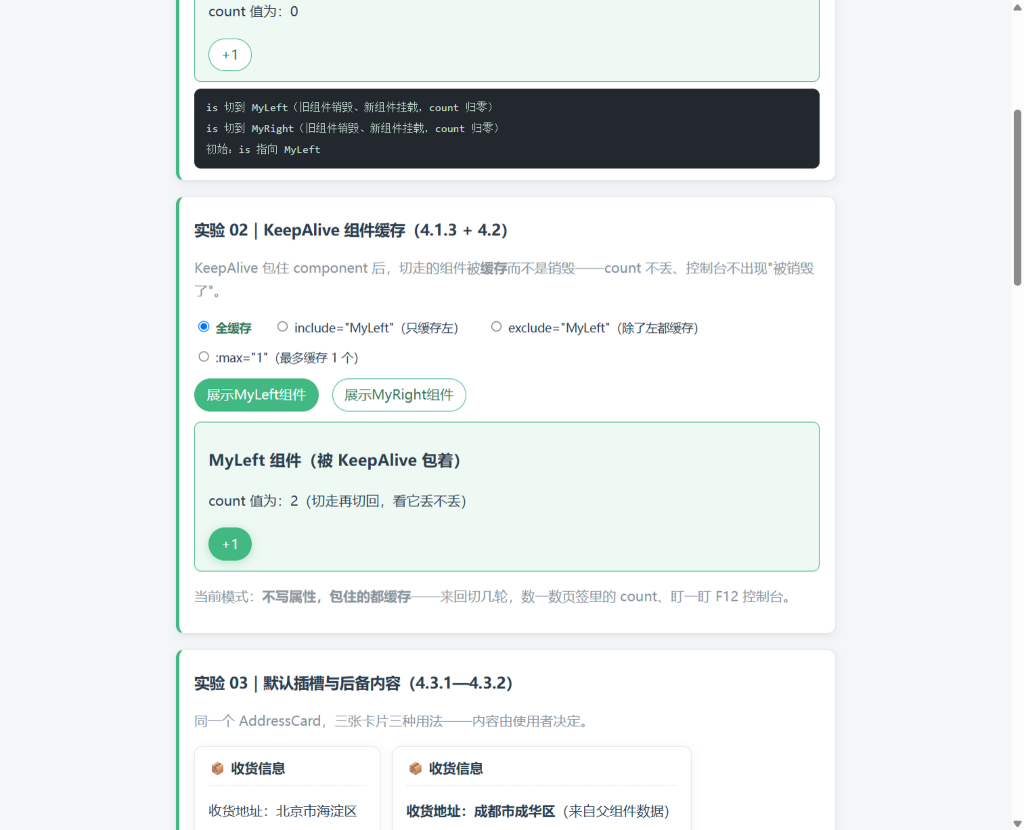 count 值为：0
+1
is 切到 MyLeft（旧组件销毁、新组件挂载，count 归零）
is 切到 MyRight（旧组件销毁、新组件挂载，count 归零）
初始：is 指向 MyLeft
实验 02｜KeepAlive 组件缓存（4.1.3 + 4.2）
KeepAlive 包住 component 后，切走的组件被缓存而不是销毁——count 不丢、控制台不出现"被销毁
了"。
全缓存 include="MyLeft"（只缓存左） exclude="MyLeft"（除了左都缓存）
:max="1"（最多缓存 1 个）
展示MyLeft组件 展示MyRight组件
MyLeft 组件（被 KeepAlive 包着）
count 值为：2（切走再切回，看它丢不丢）
+1
当前模式：不写属性，包住的都缓存——来回切几轮，数一数页签里的 count、盯一盯 F12 控制台。
实验 03｜默认插槽与后备内容（4.3.1—4.3.2）
同一个 AddressCard，三张卡片三种用法——内容由使用者决定。
📦 收货信息 📦 收货信息
收货地址：北京市海淀区 收货地址：成都市成华区（来自父组件数据）